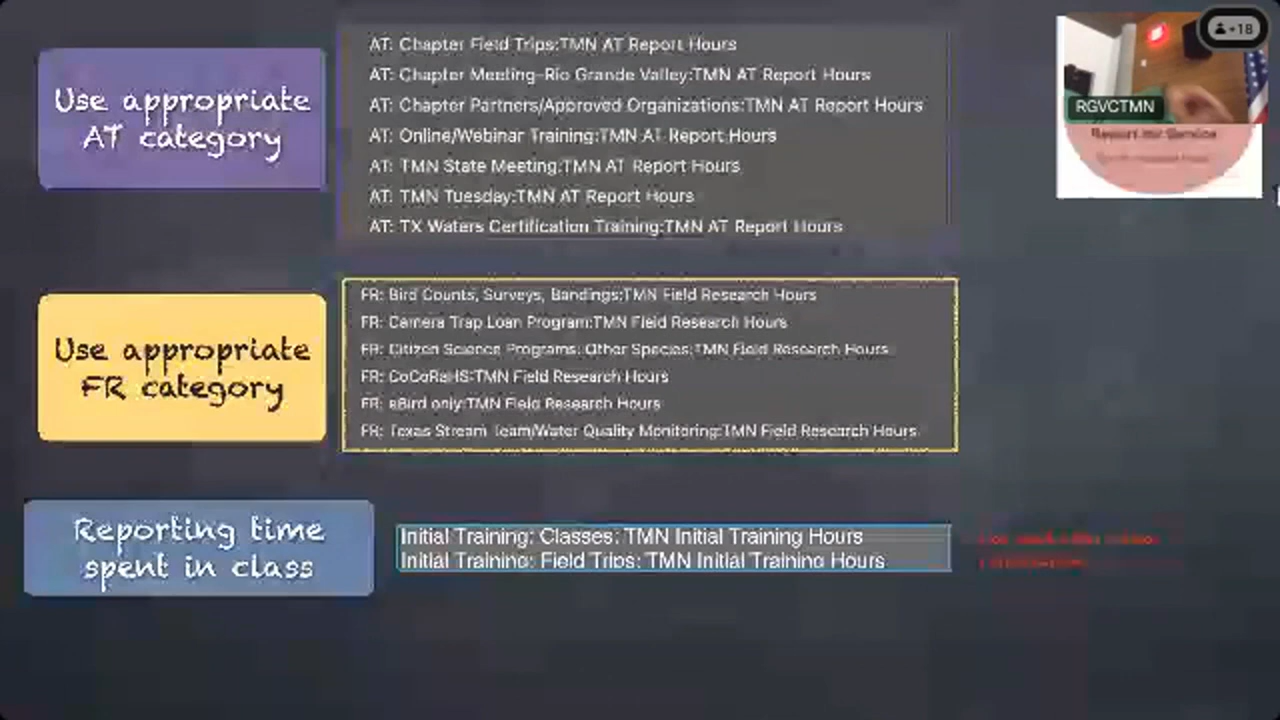 Use appropriate
AT category
AT: Chapter Field Trips:TMN AT Report Hours
AT: Chapter Meeting-Rio Grande Valley:TMN AT Report Hours
AT: Chapter Partners/Approved Organizations:TMN AT Report Hours
AT: Online/Webinar Training:TMN AT Report Hours
AT: TMN State Meeting:TMN AT Report Hours
AT: TMN Tuesday:TMN AT Report Hours
AT: TX Waters Certification Training:TMN AT Report Hours
+18
RGVCTMN
Report for Service
Use appropriate
FR category
FR: Bird Counts, Surveys, Bandings:TMN Field Research Hours
FR: Camera Trap Loan Program:TMN Field Research Hours
FR: Citizen Science Programs: Other Species:TMN Field Research Hours
FR: CoCoRaHS:TMN Field Research Hours
FR: eBird only:TMN Field Research Hours
FR: Texas Stream Team/Water Quality Monitoring:TMN Field Research Hours
Reporting time
spent in class
Initial Training: Classes: TMN Initial Training Hours
Initial Training: Field Trips: TMN Initial Training Hours